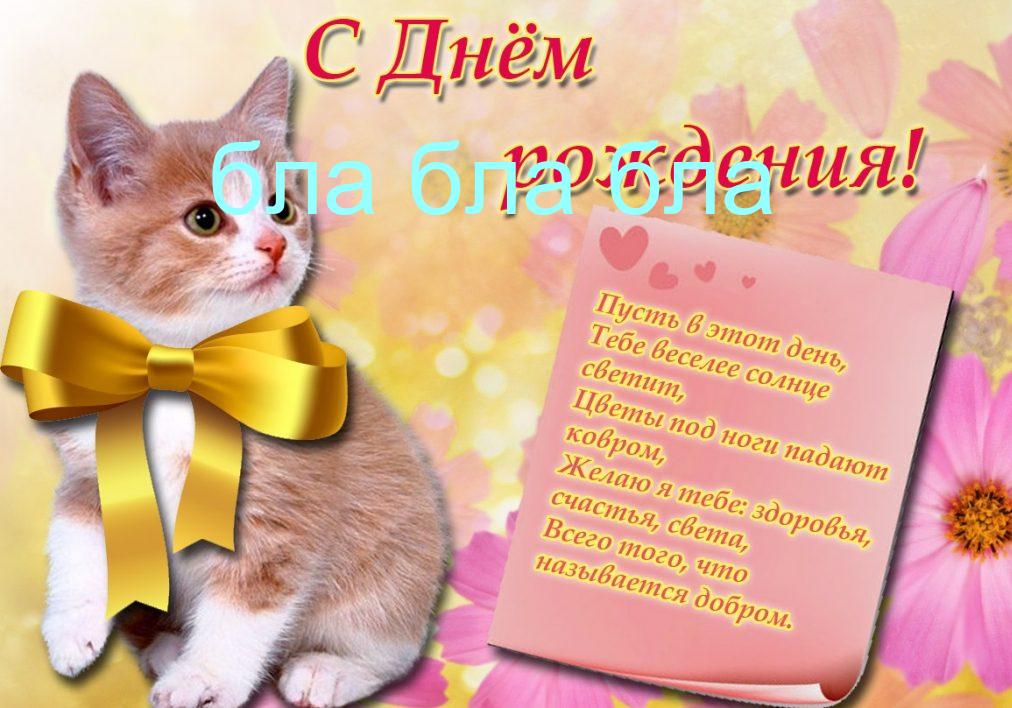 С Днём
рождения!
бла бла бла
Пусть в этот день,
Тебе веселее солнце
светит,
Цветы под ноги падают
ковром,
Желаю я тебе: здоровья,
счастья, света,
Всего того, что
называется добром.